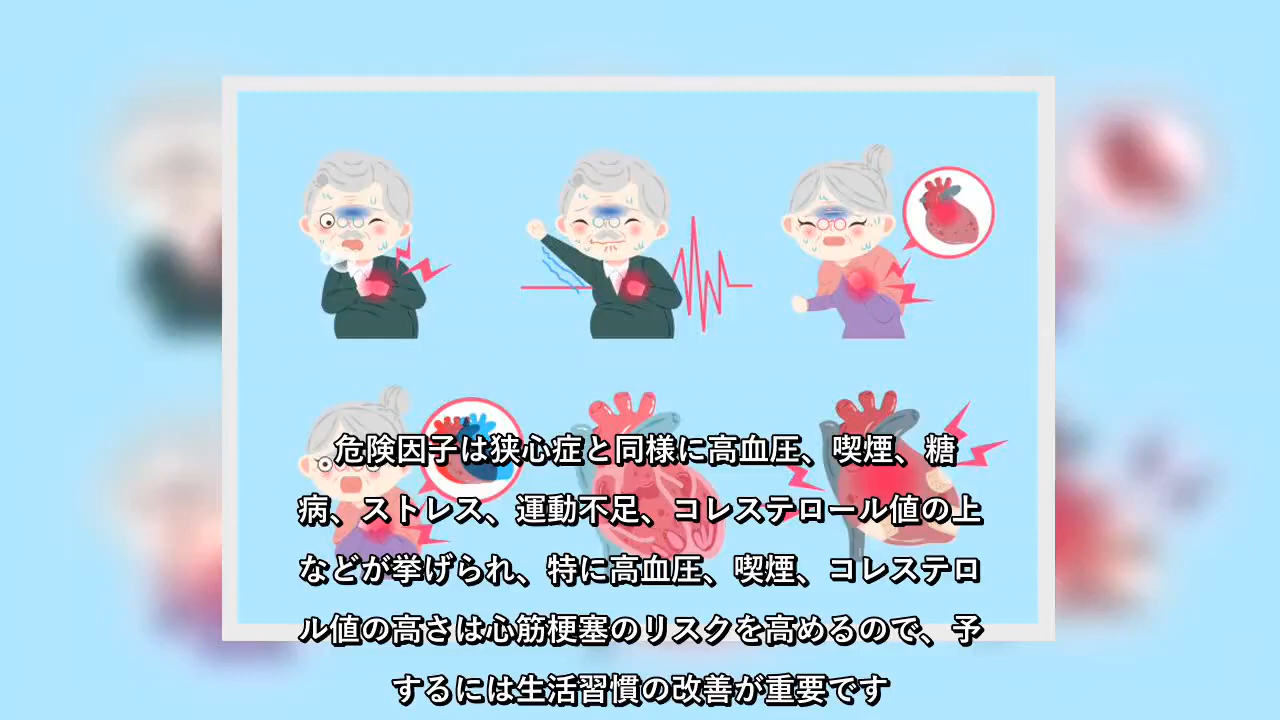 危険因子は狭心症と同様に高血圧、喫煙、糖
病、ストレス、運動不足、コレステロール値の上
などが挙げられ、特に高血圧、喫煙、コレステロ
ル値の高さは心筋梗塞のリスクを高めるので、予
するには生活習慣の改善が重要です